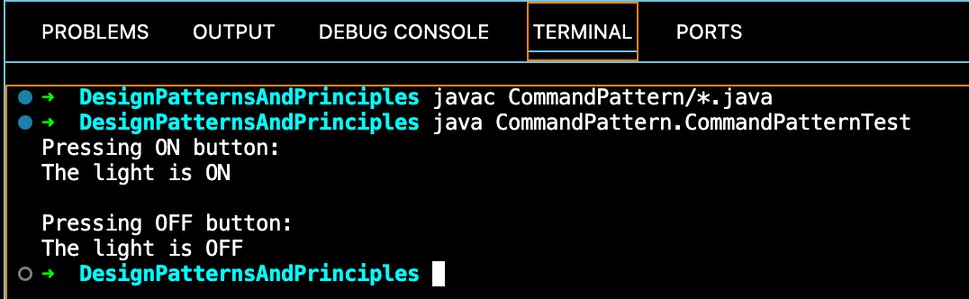 PROBLEMS OUTPUT DEBUG CONSOLE TERMINAL PORTS
➜ DesignPatternsAndPrinciples javac CommandPattern/*.java
➜ DesignPatternsAndPrinciples java CommandPattern.CommandPatternTest
Pressing ON button:
The light is ON
Pressing OFF button:
The light is OFF
➜ DesignPatternsAndPrinciples